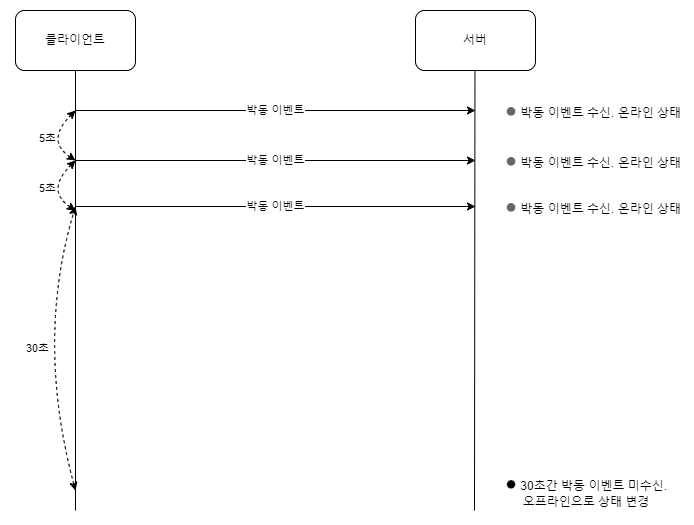 클라이언트
서버
박동 이벤트
박동 이벤트 수신. 온라인 상태
5초
박동 이벤트
박동 이벤트 수신. 온라인 상태
5초
박동 이벤트
박동 이벤트 수신. 온라인 상태
30초
30초간 박동 이벤트 미수신.
오프라인으로 상태 변경